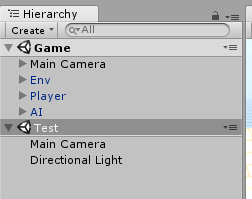 Hierarchy
Create All
Game
Main Camera
Env
Player
AI
Test
Main Camera
Directional Light